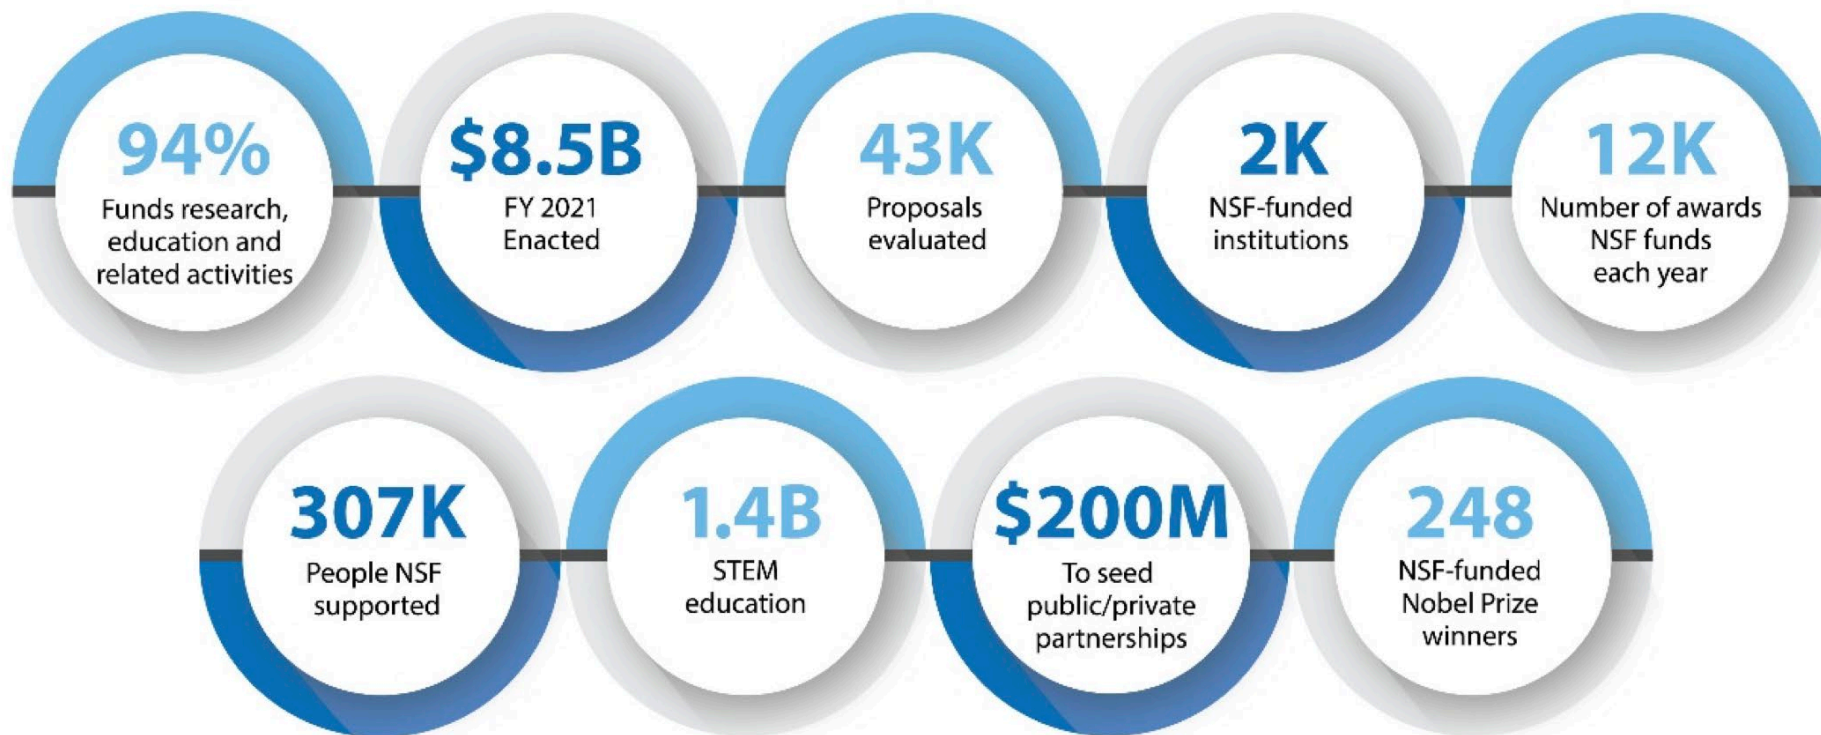 94%
Funds research,
education and
related activities
$8.5B
FY 2021
Enacted
43K
Proposals
evaluated
2K
NSF-funded
institutions
12K
Number of awards
NSF funds
each year
307K
People NSF
supported
1.4B
STEM
education
$200M
To seed
public/private
partnerships
248
NSF-funded
Nobel Prize
winners